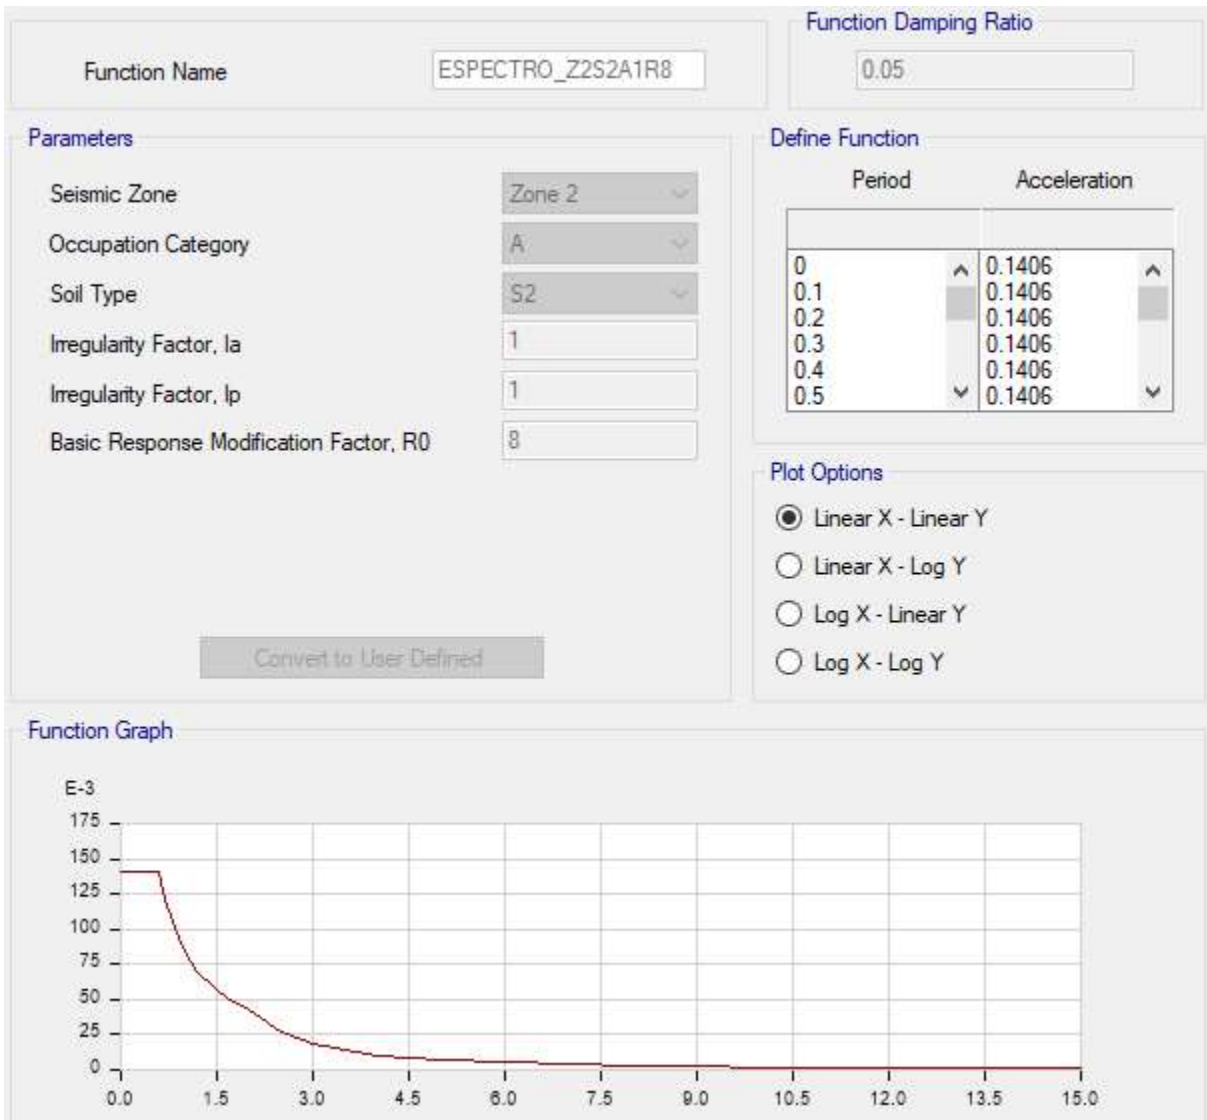 Function Name
ESPECTRO_Z2S2A1R8
Function Damping Ratio
0.05
Parameters
Seismic Zone
Zone 2
Occupation Category
A
Soil Type
S2
Irregularity Factor, Ia
1
Irregularity Factor, Ip
1
Basic Response Modification Factor, R0
8
Convert to User Defined
Define Function
Period Acceleration
0 0.1406
0.1 0.1406
0.2 0.1406
0.3 0.1406
0.4 0.1406
0.5 0.1406
Plot Options
Linear X - Linear Y
Linear X - Log Y
Log X - Linear Y
Log X - Log Y
Function Graph
E-3
175
150
125
100
75
50
25
0
0.0 1.5 3.0 4.5 6.0 7.5 9.0 10.5 12.0 13.5 15.0